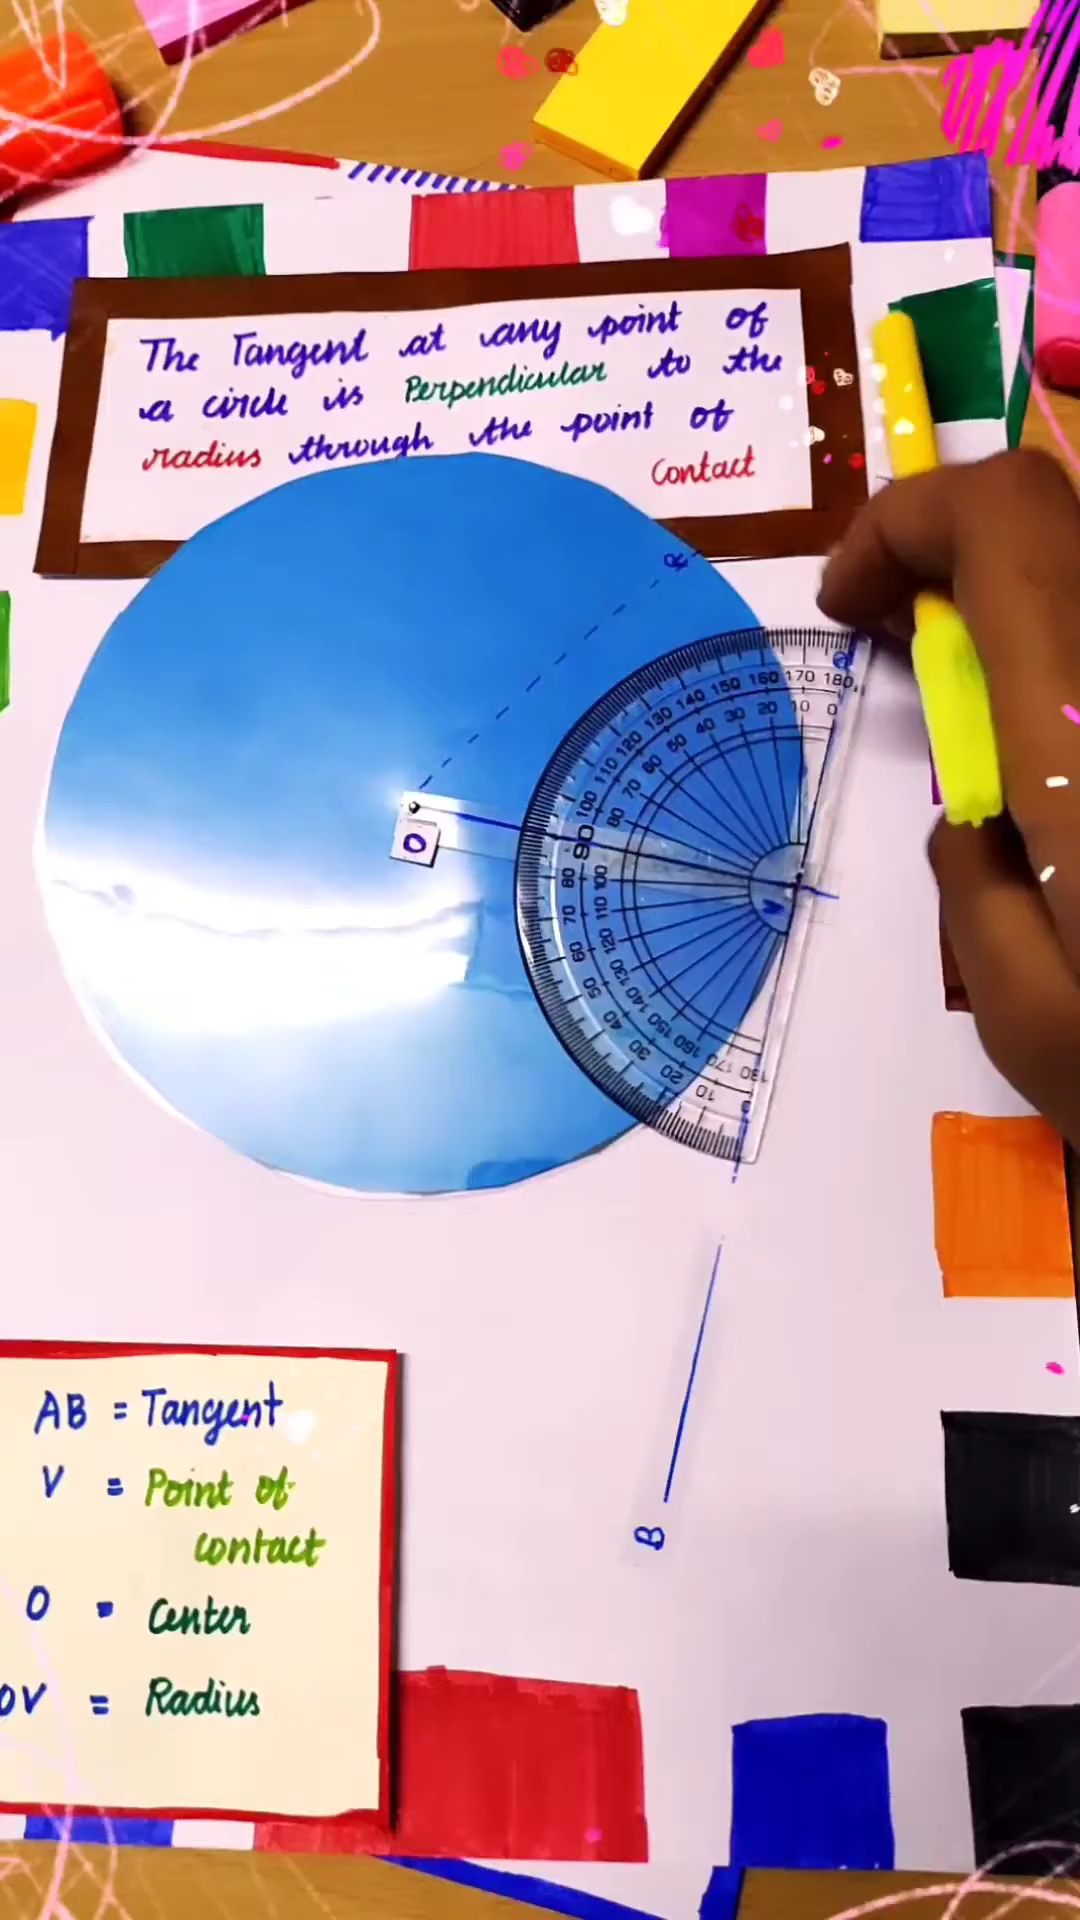 The Tangent at any point of
a circle is Perpendicular to the
radius through the point of
Contact
R
O
V
B
AB = Tangent
V = Point of
contact
O = Center
OV = Radius